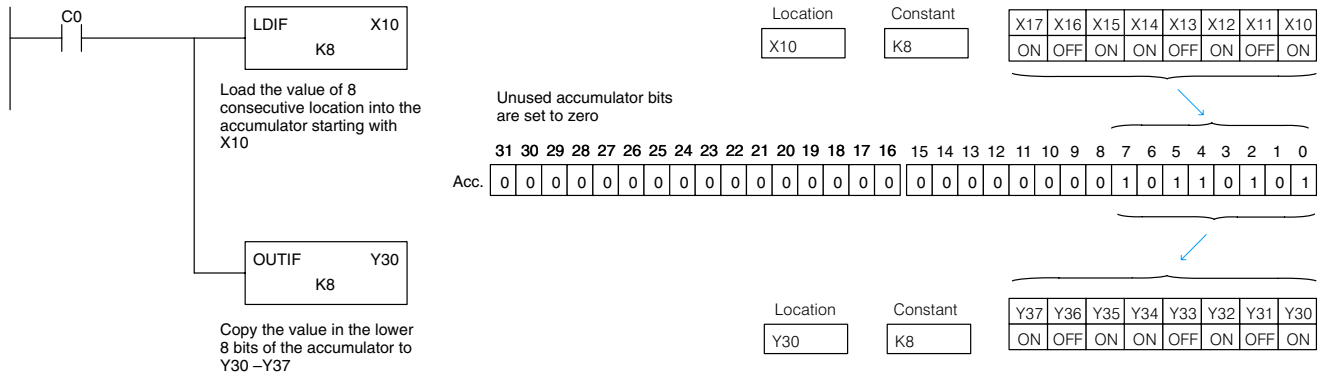 C0
LDIF X10
K8
Load the value of 8
consecutive location into the
accumulator starting with
X10
Location Constant
X10 K8
X17 X16 X15 X14 X13 X12 X11 X10
ON OFF ON ON OFF ON OFF ON
Unused accumulator bits
are set to zero
31 30 29 28 27 26 25 24 23 22 21 20 19 18 17 16 15 14 13 12 11 10 9 8 7 6 5 4 3 2 1 0
Acc. 0 0 0 0 0 0 0 0 0 0 0 0 0 0 0 0 0 0 0 0 0 0 0 0 1 0 1 1 0 1 0 1
OUTIF Y30
K8
Copy the value in the lower
8 bits of the accumulator to
Y30 –Y37
Location Constant
Y30 K8
Y37 Y36 Y35 Y34 Y33 Y32 Y31 Y30
ON OFF ON ON OFF ON OFF ON